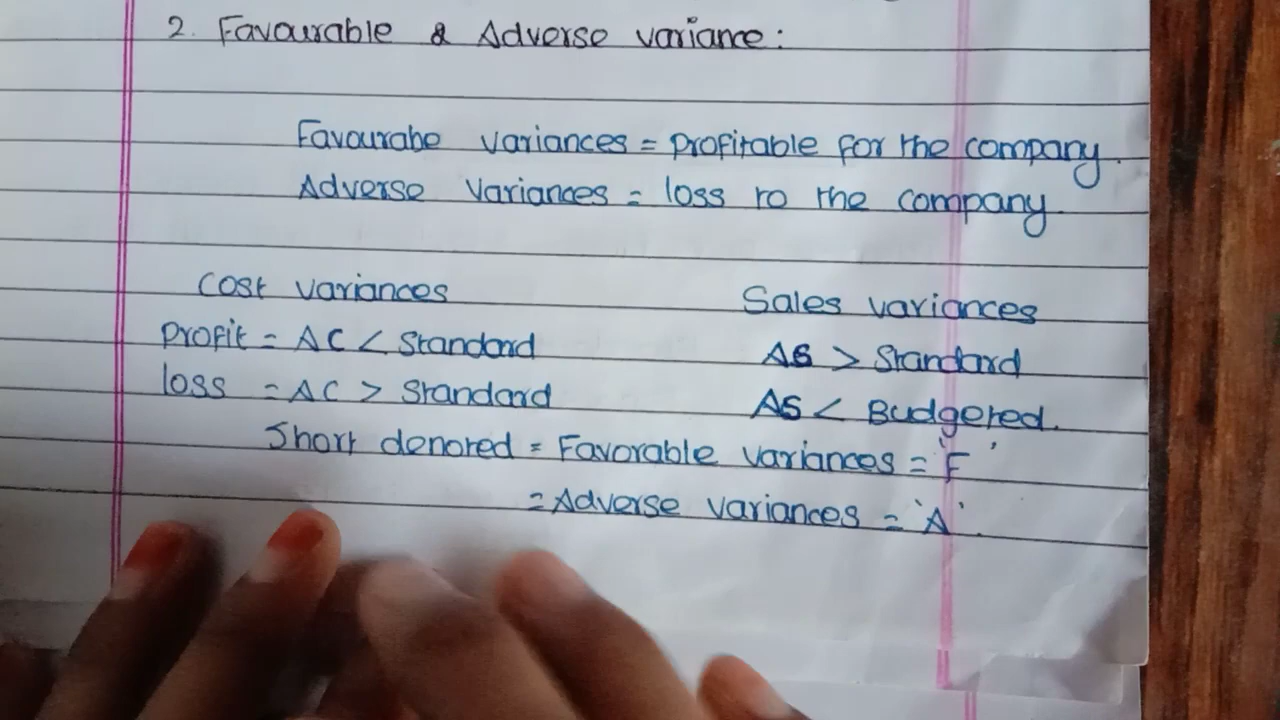 2. Favourable & Adverse variance:
Favourabe variances = profitable for the company.
Adverse variances = loss to the company
Cost variances Sales variances
Profit = AC < Standard AS > Standard
loss = AC > Standard AS < Budgeted.
Short denoted = Favorable variances = 'F'
= Adverse variances = 'A'.